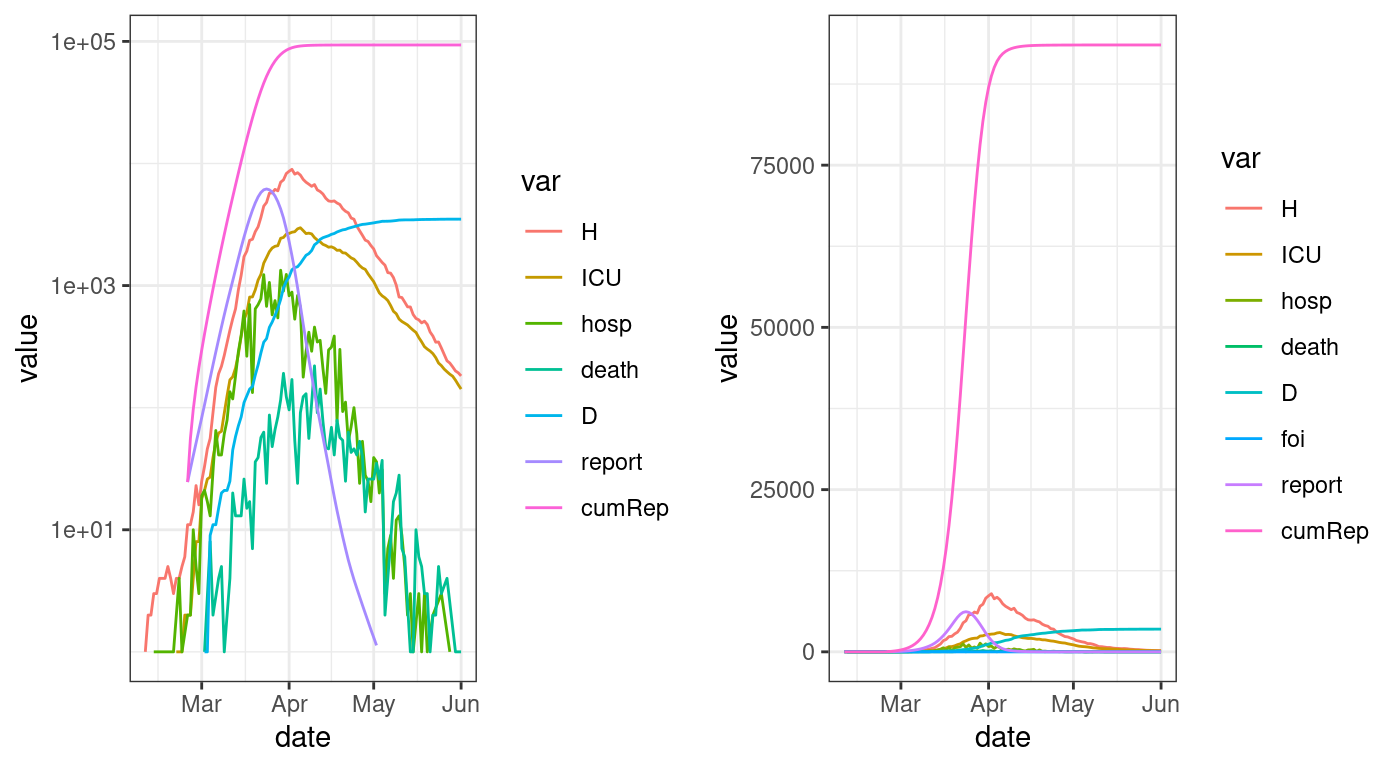 1e+05
1e+03
1e+01
value
Mar Apr May Jun
date
var
H
ICU
hosp
death
D
report
cumRep
75000
50000
25000
0
value
Mar Apr May Jun
date
var
H
ICU
hosp
death
D
foi
report
cumRep